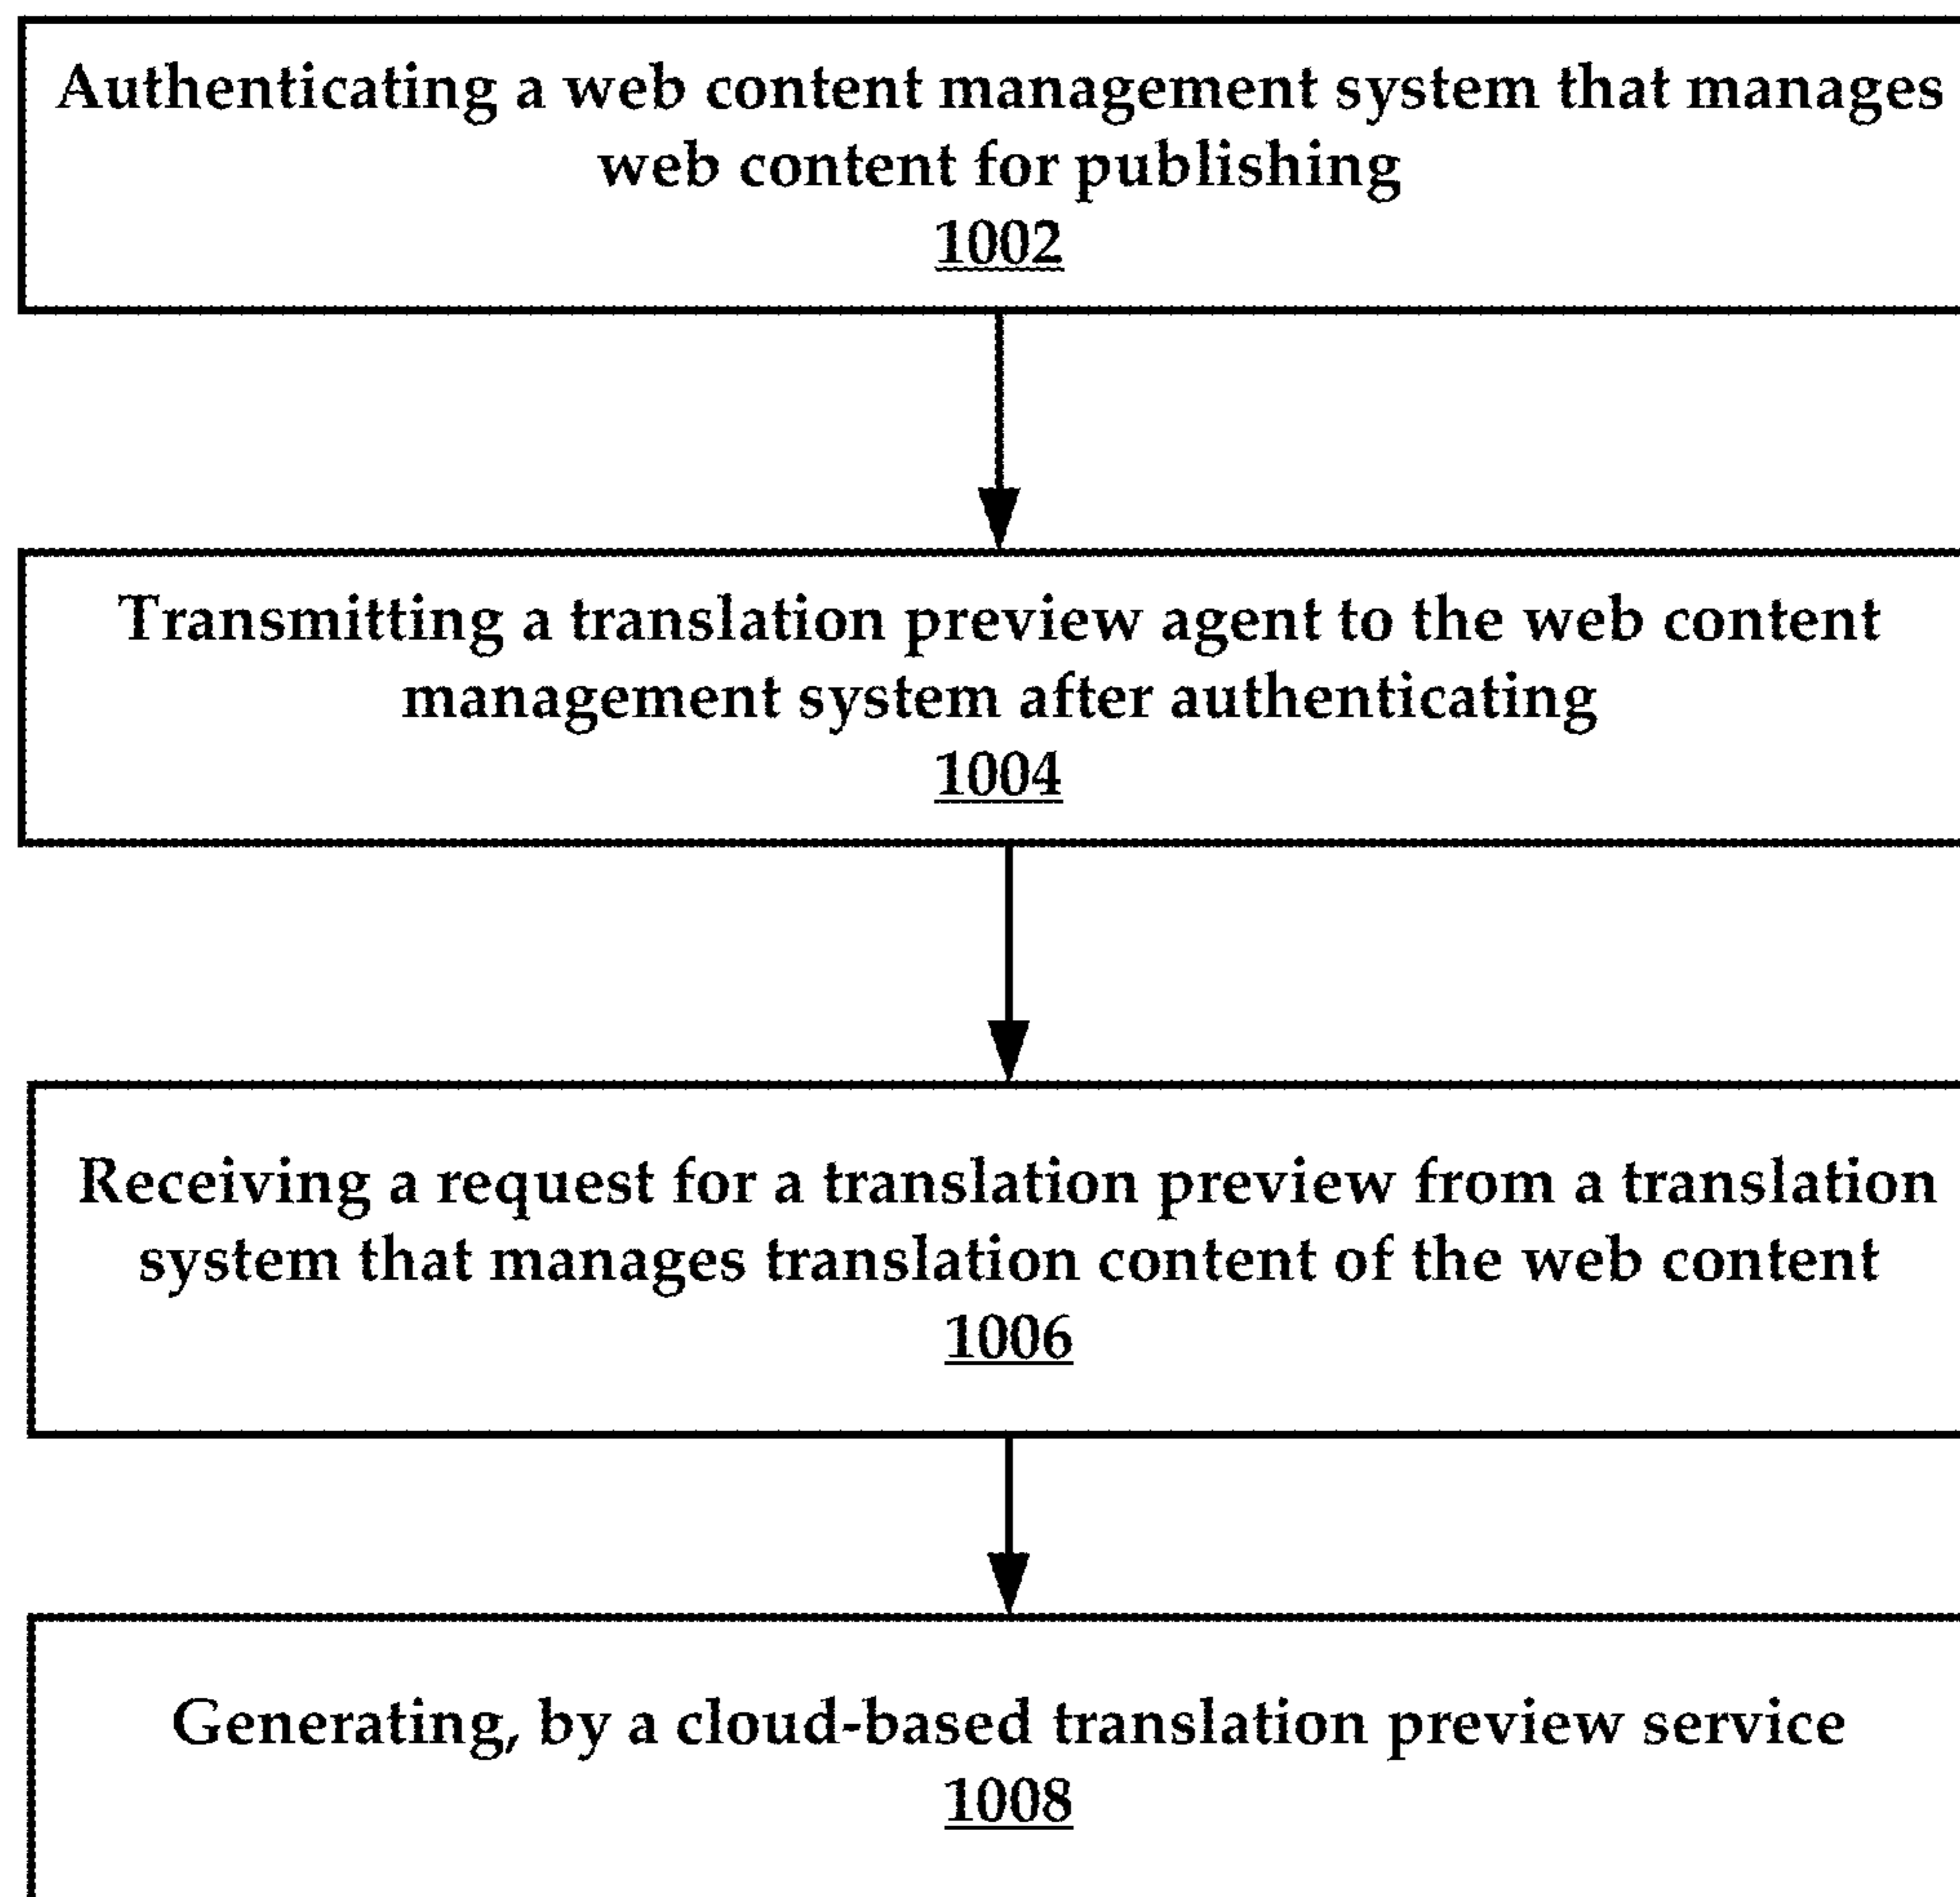 Authenticating a web content management system that manages
web content for publishing
1002
Transmitting a translation preview agent to the web content
management system after authenticating
1004
Receiving a request for a translation preview from a translation
system that manages translation content of the web content
1006
Generating, by a cloud-based translation preview service
1008